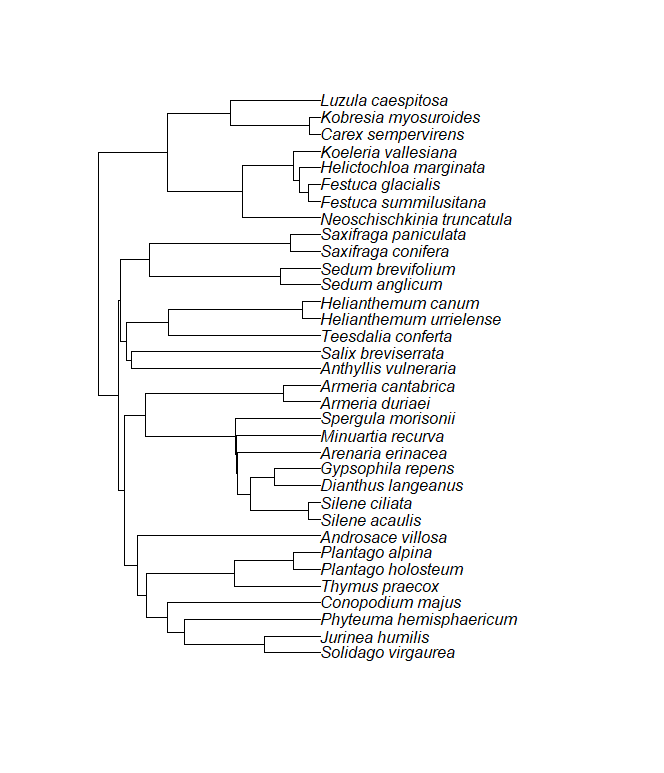 Luzula caespitosa
Kobresia myosuroides
Carex sempervirens
Koeleria vallesiana
Helictochloa marginata
Festuca glacialis
Festuca summilusitana
Neoschischkinia truncatula
Saxifraga paniculata
Saxifraga conifera
Sedum brevifolium
Sedum anglicum
Helianthemum canum
Helianthemum urrielense
Teesdalia conferta
Salix breviserrata
Anthyllis vulneraria
Armeria cantabrica
Armeria duriaei
Spergula morisonii
Minuartia recurva
Arenaria erinacea
Gypsophila repens
Dianthus langeanus
Silene ciliata
Silene acaulis
Androsace villosa
Plantago alpina
Plantago holosteum
Thymus praecox
Conopodium majus
Phyteuma hemisphaericum
Jurinea humilis
Solidago virgaurea